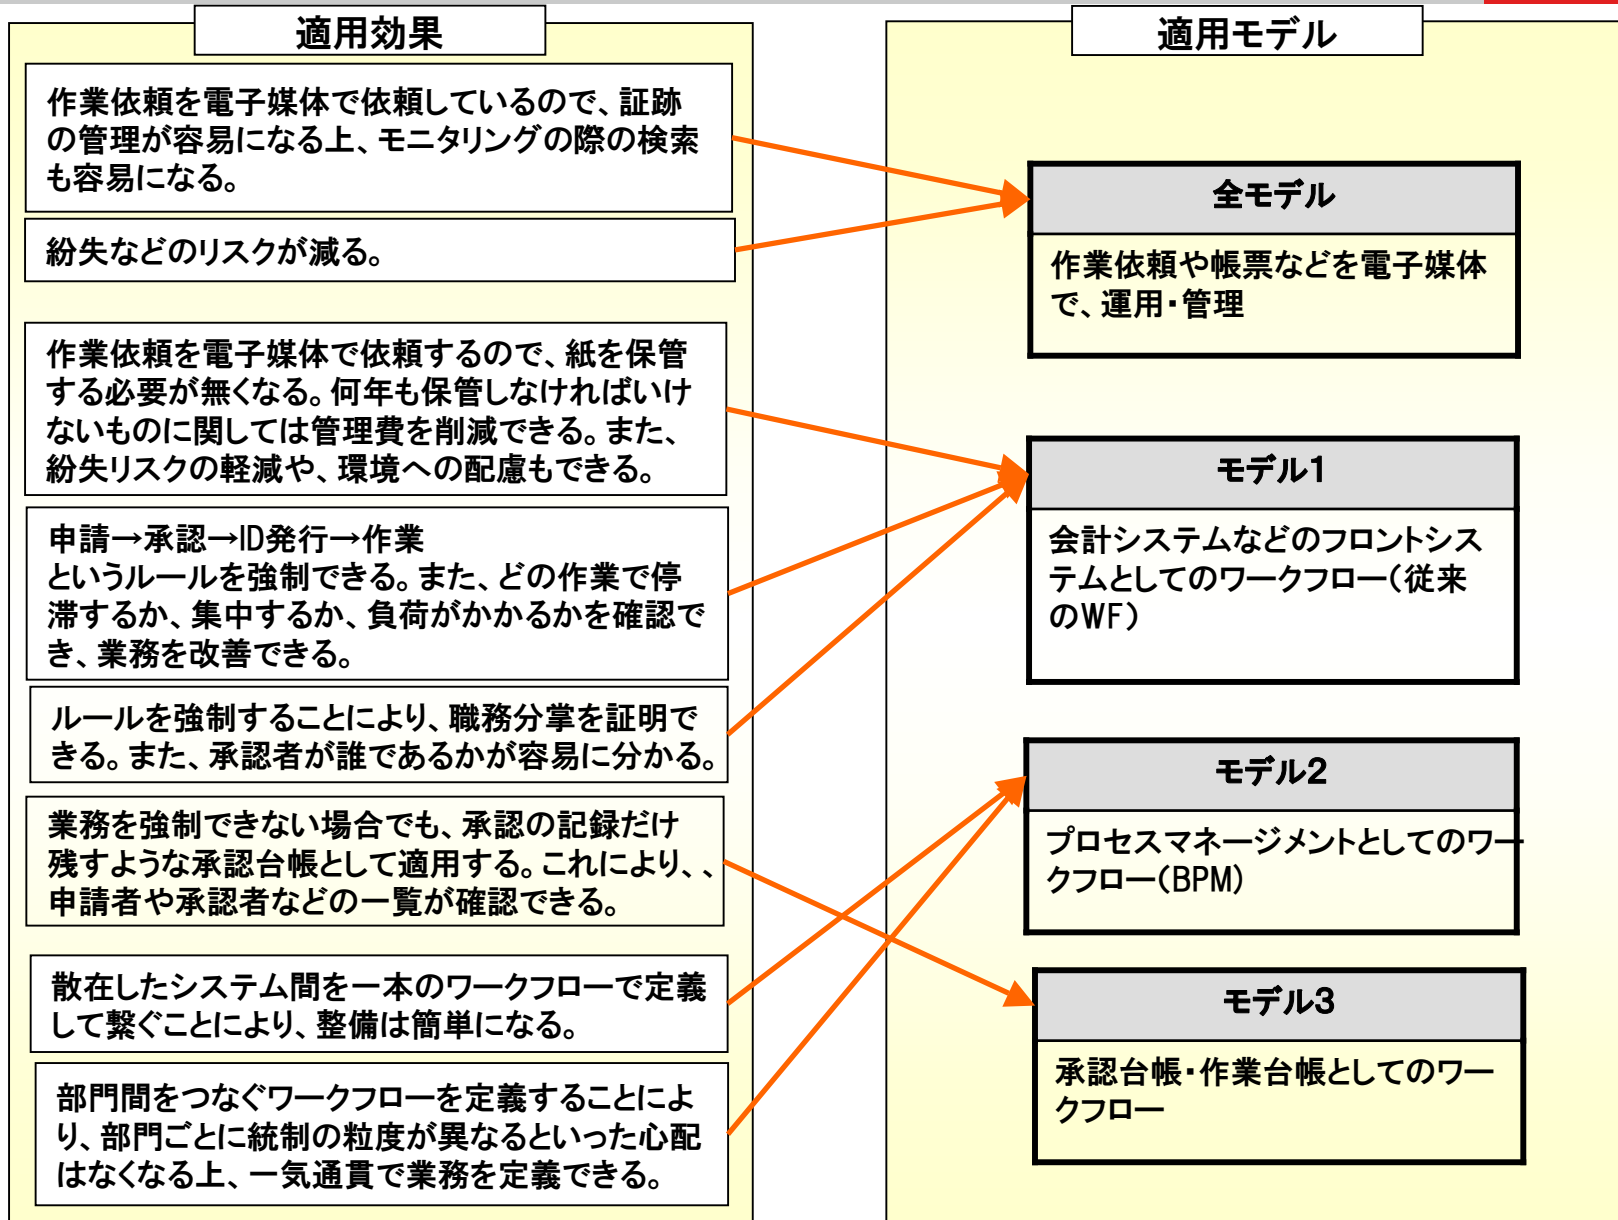 適用効果
作業依頼を電子媒体で依頼しているので、証跡
の管理が容易になる上、モニタリングの際の検索
も容易になる。
紛失などのリスクが減る。
作業依頼を電子媒体で依頼するので、紙を保管
する必要が無くなる。何年も保管しなければいけ
ないものに関しては管理費を削減できる。また、
紛失リスクの軽減や、環境への配慮もできる。
申請→承認→ID発行→作業
というルールを強制できる。また、どの作業で停
滞するか、集中するか、負荷がかかるかを確認で
き、業務を改善できる。
ルールを強制することにより、職務分掌を証明で
きる。また、承認者が誰であるかが容易に分かる。
業務を強制できない場合でも、承認の記録だけ
残すような承認台帳として適用する。これにより、、
申請者や承認者などの一覧が確認できる。
散在したシステム間を一本のワークフローで定義
して繋ぐことにより、整備は簡単になる。
部門間をつなぐワークフローを定義することによ
り、部門ごとに統制の粒度が異なるといった心配
はなくなる上、一気通貫で業務を定義できる。
適用モデル
全モデル
作業依頼や帳票などを電子媒体
で、運用・管理
モデル1
会計システムなどのフロントシス
テムとしてのワークフロー(従来
のWF)
モデル2
プロセスマネージメントとしてのワー
クフロー(BPM)
モデル3
承認台帳・作業台帳としてのワー
クフロー